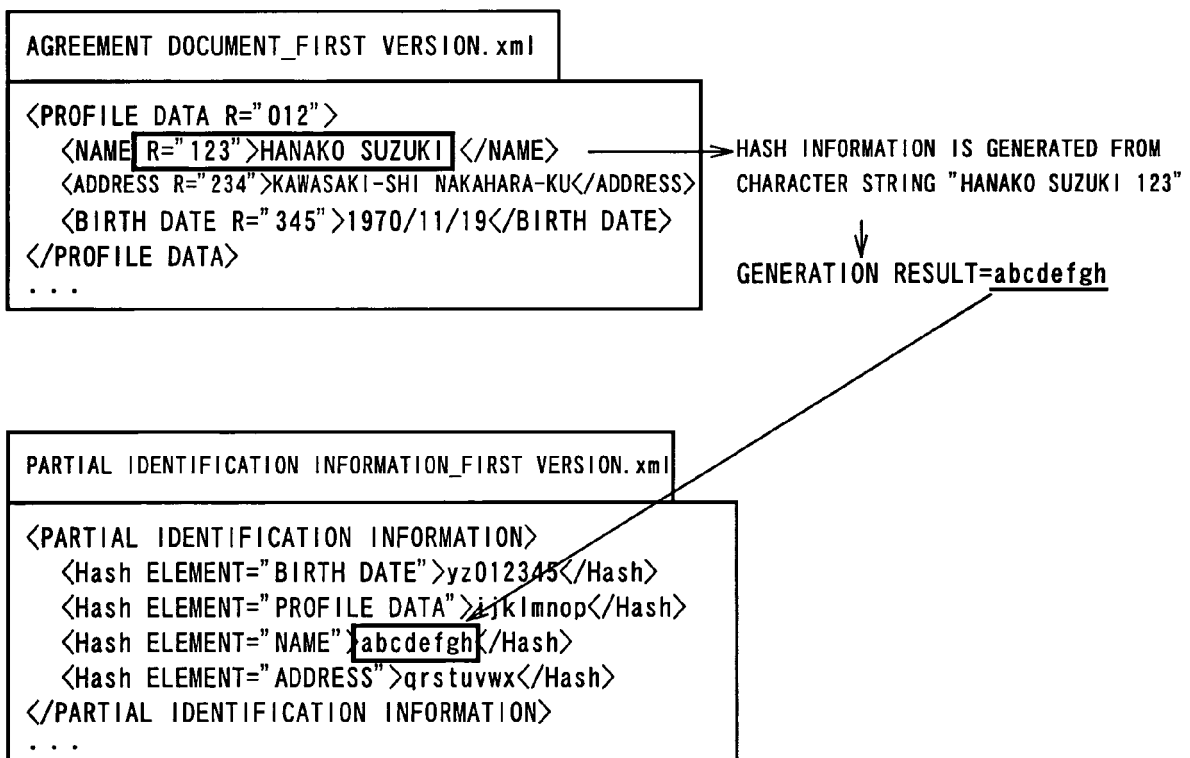 AGREEMENT DOCUMENT_FIRST VERSION.xml
<PROFILE DATA R="012">
<NAME R="123">HANAKO SUZUKI </NAME>
<ADDRESS R="234">KAWASAKI-SHI NAKAHARA-KU</ADDRESS>
<BIRTH DATE R="345">1970/11/19</BIRTH DATE>
</PROFILE DATA>
...
HASH INFORMATION IS GENERATED FROM
CHARACTER STRING "HANAKO SUZUKI 123"
GENERATION RESULT=abcdefgh
PARTIAL IDENTIFICATION INFORMATION_FIRST VERSION.xml
<PARTIAL IDENTIFICATION INFORMATION>
<Hash ELEMENT="BIRTH DATE">yz012345</Hash>
<Hash ELEMENT="PROFILE DATA">ijklmnop</Hash>
<Hash ELEMENT="NAME">abcdefgh</Hash>
<Hash ELEMENT="ADDRESS">qrstuvwx</Hash>
</PARTIAL IDENTIFICATION INFORMATION>
...